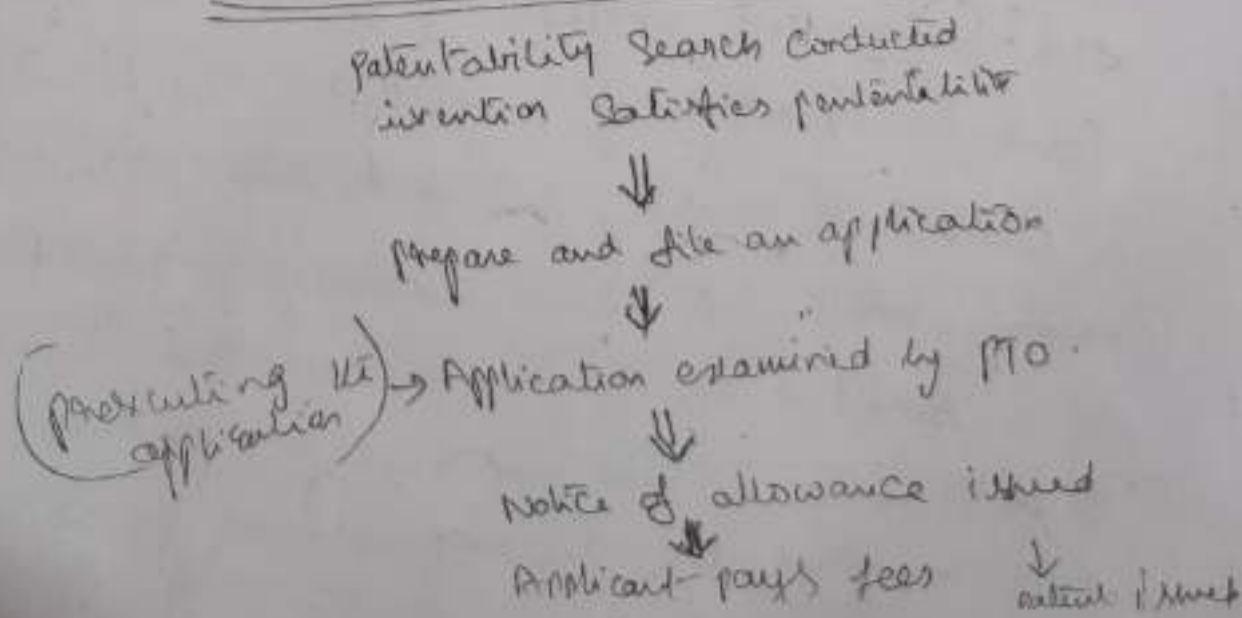 patentability Search Conducted
invention Satisfies pentientabilit
⇓
prepare and file an application
⇓
(prosecuting the application) → Application examined by PTO.
⇓
Notice of allowance issued
↓
Applicant pays fees ↓ patent issued